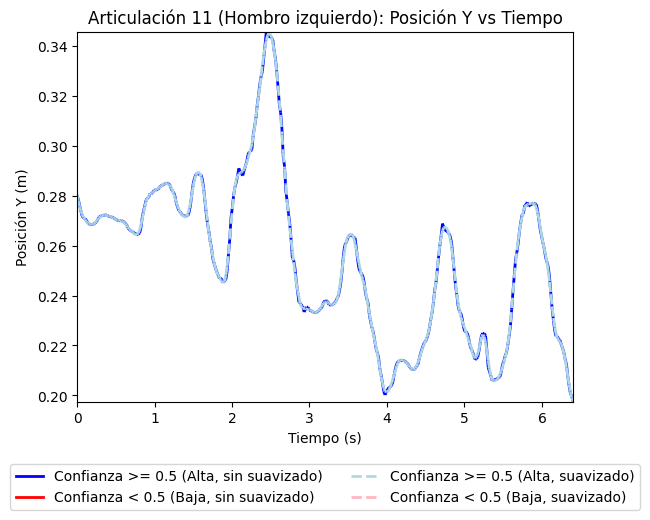 Articulación 11 (Hombro izquierdo): Posición Y vs Tiempo
0.34
0.32
0.30
0.28
0.26
0.24
0.22
0.20
Posición Y (m)
0 1 2 3 4 5 6
Tiempo (s)
Confianza >= 0.5 (Alta, sin suavizado)
Confianza < 0.5 (Baja, sin suavizado)
Confianza >= 0.5 (Alta, suavizado)
Confianza < 0.5 (Baja, suavizado)